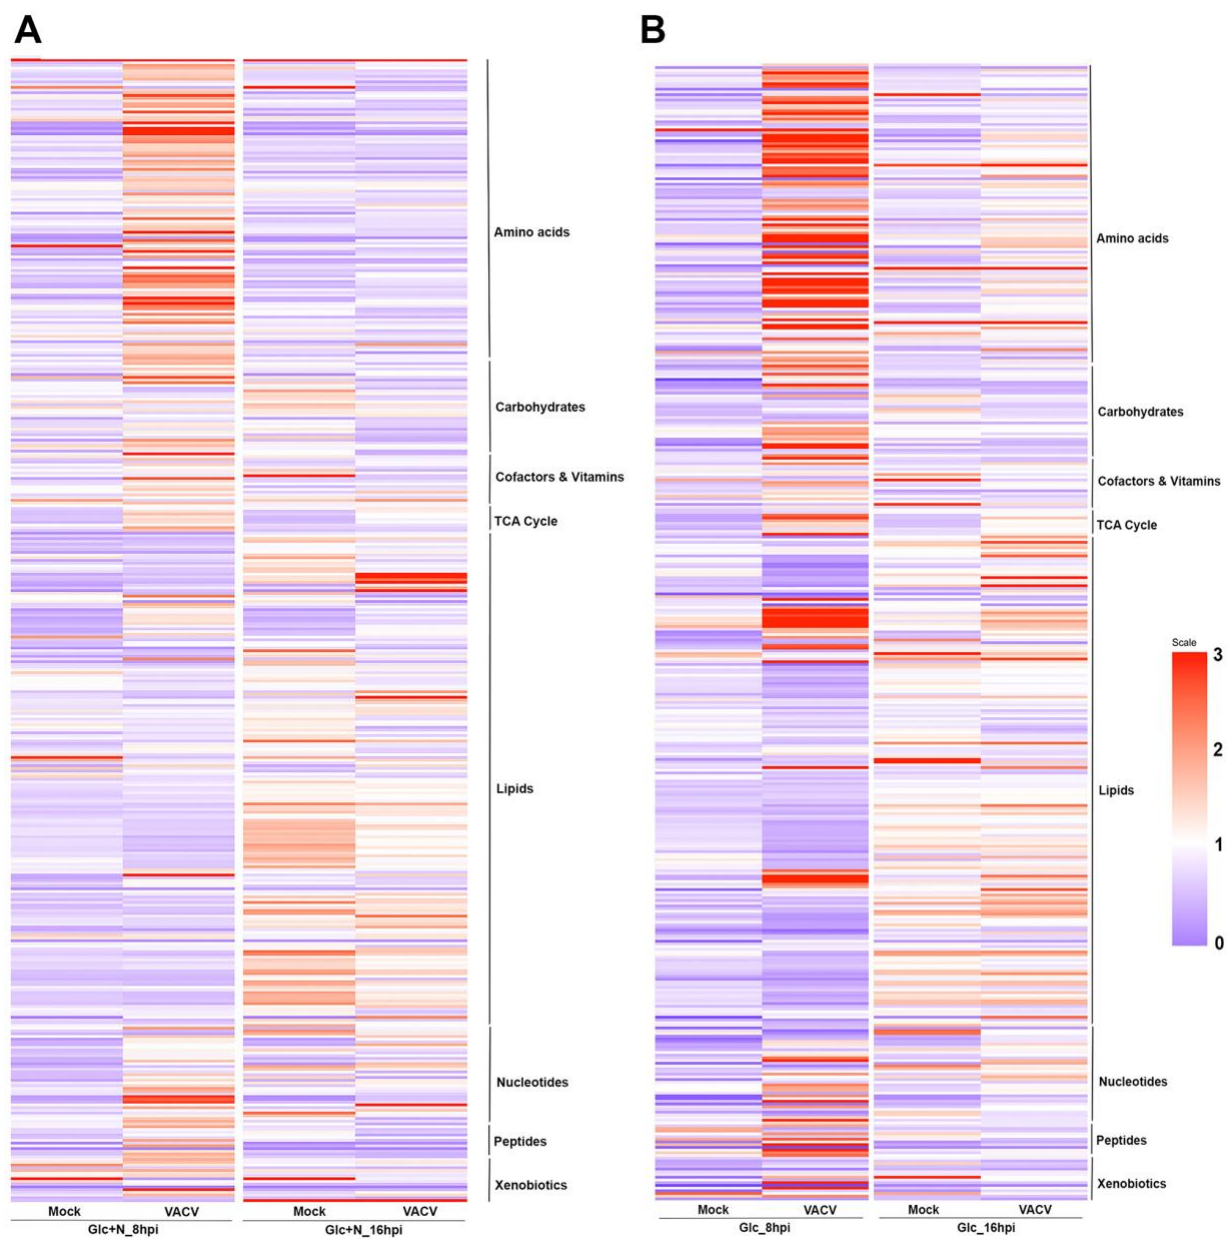 A
B
Amino acids
Carbohydrates
Cofactors & Vitamins
TCA Cycle
Lipids
Nucleotides
Peptides
Xenobiotics
Mock VACV Mock VACV
Glc+N_8hpi Glc+N_16hpi
Amino acids
Carbohydrates
Cofactors & Vitamins
TCA Cycle
Lipids
Nucleotides
Peptides
Xenobiotics
Mock VACV Mock VACV
Glc_8hpi Glc_16hpi
Scale
3
2
1
0